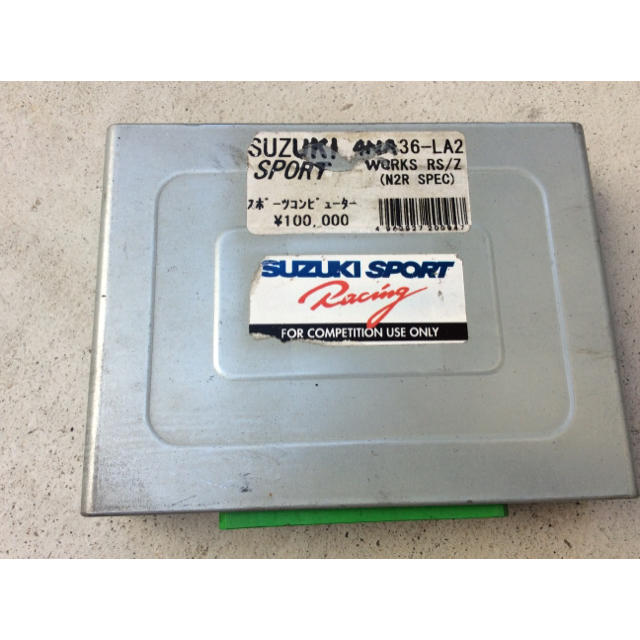 SUZUKI
SPORT
36-LA2
WORKS RS/Z
(N2R SPEC)
スポーツコンピューター
¥100,000
SUZUKI SPORT
Racing
FOR COMPETITION USE ONLY